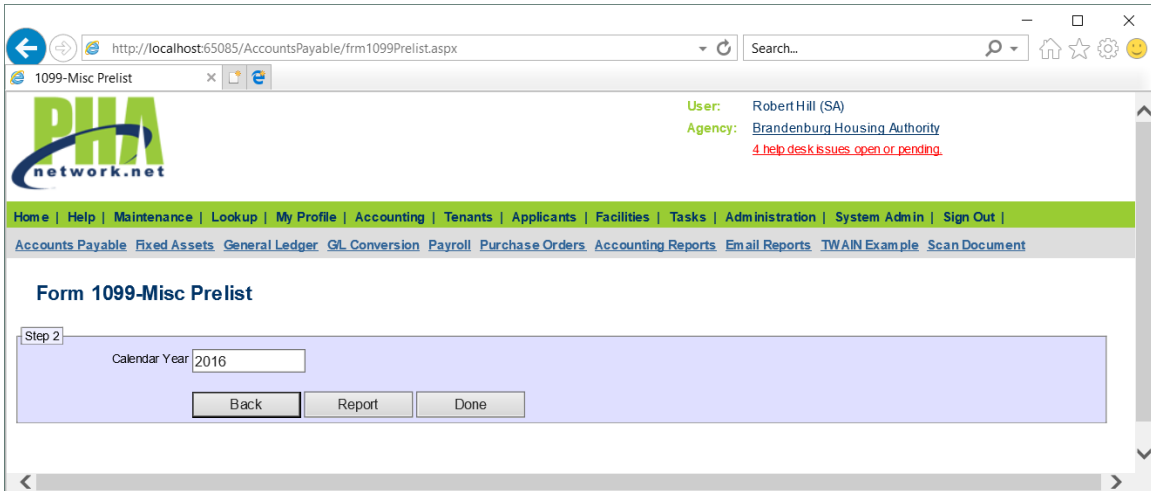 http://localhost:65085/AccountsPayable/frm1099Prelist.aspx
Search...
1099-Misc Prelist
PHA
network.net
User: Robert Hill (SA)
Agency: Brandenburg Housing Authority
4 help desk issues open or pending.
Home | Help | Maintenance | Lookup | My Profile | Accounting | Tenants | Applicants | Facilities | Tasks | Administration | System Admin | Sign Out |
Accounts Payable Fixed Assets General Ledger G/L Conversion Payroll Purchase Orders Accounting Reports Email Reports TWAIN Example Scan Document
Form 1099-Misc Prelist
Step 2
Calendar Year 2016
Back Report Done